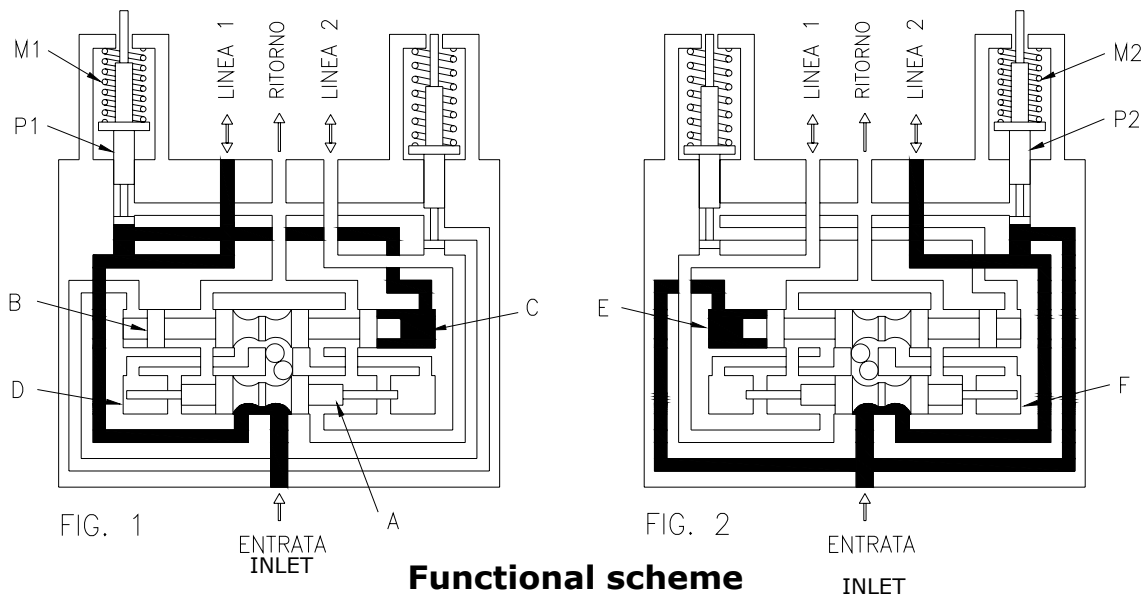 M1
P1
LINEA 1
RITORNO
LINEA 2
B
C
D
A
FIG. 1
ENTRATA
INLET
LINEA 1
RITORNO
LINEA 2
M2
P2
E
F
FIG. 2
ENTRATA
INLET
Functional scheme